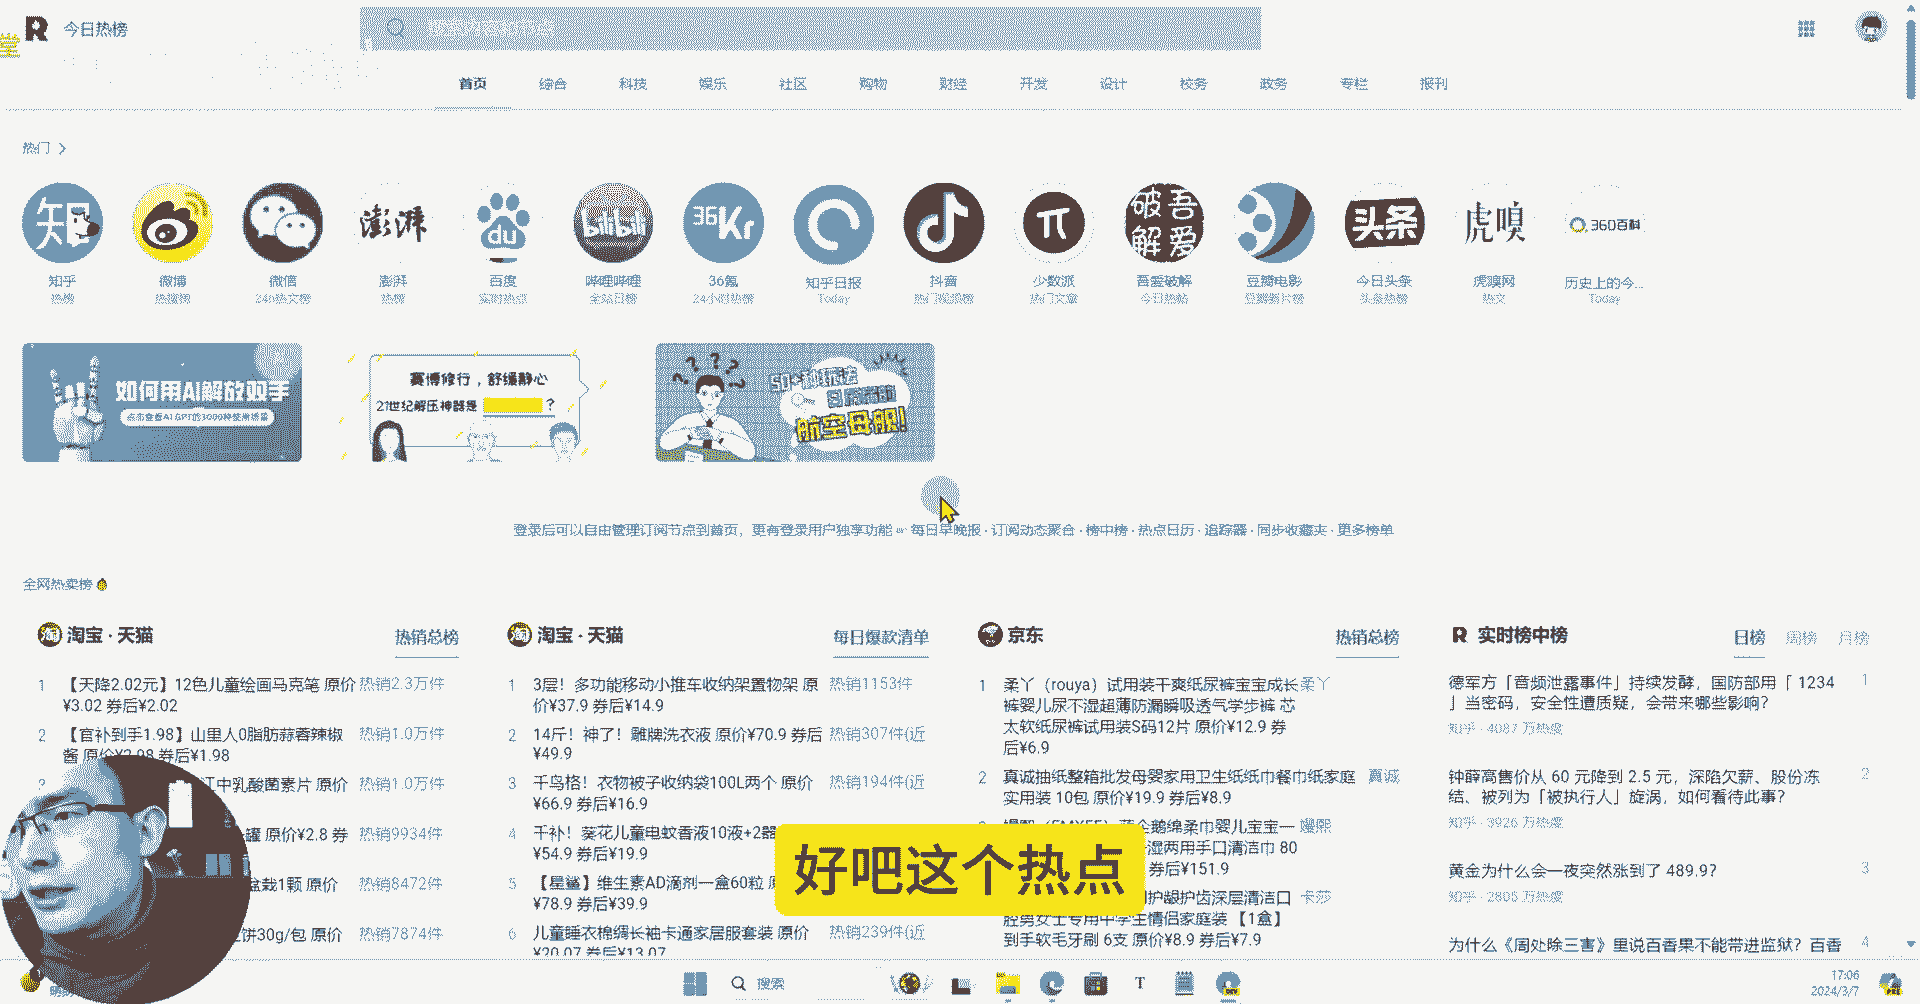 今日热榜
首页 综合 科技 娱乐 社区 购物 财经 开发 设计 校务 政务 专栏 报刊
热门
知 澎湃 du bilibili 36Kr π 吾爱破解 头条 虎嗅 360百科
知乎 微博 微信 澎湃 百度 哔哩哔哩 36氪 知乎日报 抖音 少数派 吾爱破解 豆瓣电影 今日头条 虎嗅网 历史上的今...
热榜 热搜榜 24h热文榜 热榜 实时热点 全站日榜 24小时热榜 Today 热门视频榜 热门文章 今日热帖 豆瓣新片榜 头条热榜 热文 Today
如何用AI解放双手
点击查看AI&GPT的3000种使用场景
赛博修行，舒缓静心
21世纪解压神器是 ？
50+种玩法
航空母舰!
登录后可以自由管理订阅节点到首页，更有登录用户独享功能 ☞ 每日早晚报 · 订阅动态聚合 · 榜中榜 · 热点日历 · 追踪器 · 同步收藏夹 · 更多榜单
全网热卖榜
淘宝 · 天猫 热销总榜
1 【天降2.02元】12色儿童绘画马克笔 原价 热销2.3万件
¥3.02 券后¥2.02
2 【官补到手1.98】山里人0脂肪蒜蓉辣椒 热销1.0万件
酱 原价¥2.98 券后¥1.98
江中乳酸菌素片 原价 热销1.0万件
罐 原价¥2.8 券 热销9934件
盆栽1颗 原价 热销8472件
饼30g/包 原价 热销7874件
淘宝 · 天猫 每日爆款清单
1 3层！多功能移动小推车收纳架置物架 原 热销1153件
价¥37.9 券后¥14.9
2 14斤！神了！雕牌洗衣液 原价¥70.9 券后 热销307件(近
¥49.9
3 千鸟格！衣物被子收纳袋100L两个 原价 热销194件(近
¥66.9 券后¥16.9
4 千补！葵花儿童电蚊香液10液+2器
¥54.9 券后¥19.9
5 【星鲨】维生素AD滴剂一盒60粒
¥78.9 券后¥39.9
6 儿童睡衣棉绸长袖卡通家居服套装 原价 热销239件(近
¥20.07 券后¥13.07
京东 热销总榜
1 柔丫（rouya）试用装干爽纸尿裤宝宝成长 柔丫
裤婴儿尿不湿超薄防漏瞬吸透气学步裤 芯
太软纸尿裤试用装S码12片 原价¥12.9 券
后¥6.9
2 真诚抽纸整箱批发母婴家用卫生纸纸巾餐巾纸家庭 真诚
实用装 10包 原价¥19.9 券后¥8.9
企鹅绵柔巾婴儿宝宝一 嫚熙
湿两用手口清洁巾 80
券后¥151.9
护龈护齿深层清洁口 卡莎
腔男女士专用中学生情侣家庭装 【1盒】
到手软毛牙刷 6支 原价¥8.9 券后¥7.9
实时榜中榜 日榜 周榜 月榜
德军方「音频泄露事件」持续发酵，国防部用「 1234 1
」当密码，安全性遭质疑，会带来哪些影响？
知乎 · 4087 万热度
钟薛高售价从 60 元降到 2.5 元，深陷欠薪、股份冻 2
结、被列为「被执行人」旋涡，如何看待此事？
知乎 · 3926 万热度
黄金为什么会一夜突然涨到了 489.9？ 3
知乎 · 2805 万热度
为什么《周处除三害》里说百香果不能带进监狱？百香 4
好吧这个热点
搜索
17:06
2024/3/7